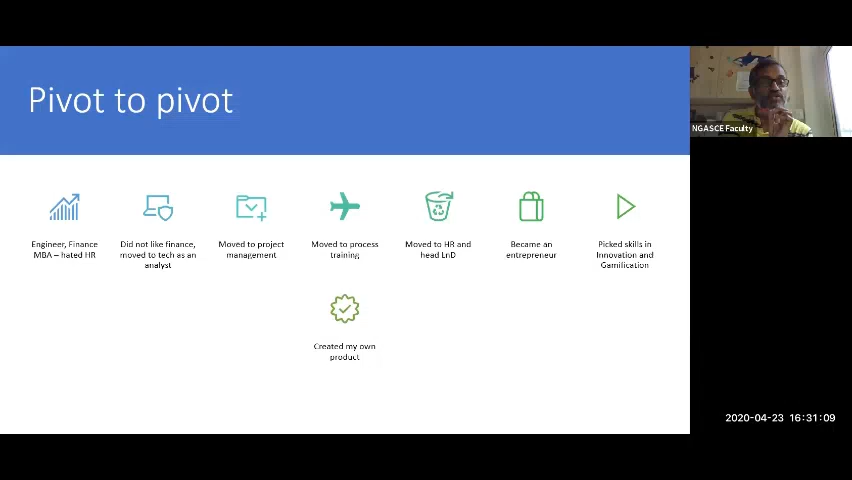 Pivot to pivot
NGASCE Faculty
Engineer, Finance
MBA – hated HR
Did not like finance,
moved to tech as an
analyst
Moved to project
management
Moved to process
training
Moved to HR and
head LnD
Became an
entrepreneur
Picked skills in
Innovation and
Gamification
Created my own
product
2020-04-23 16:31:09